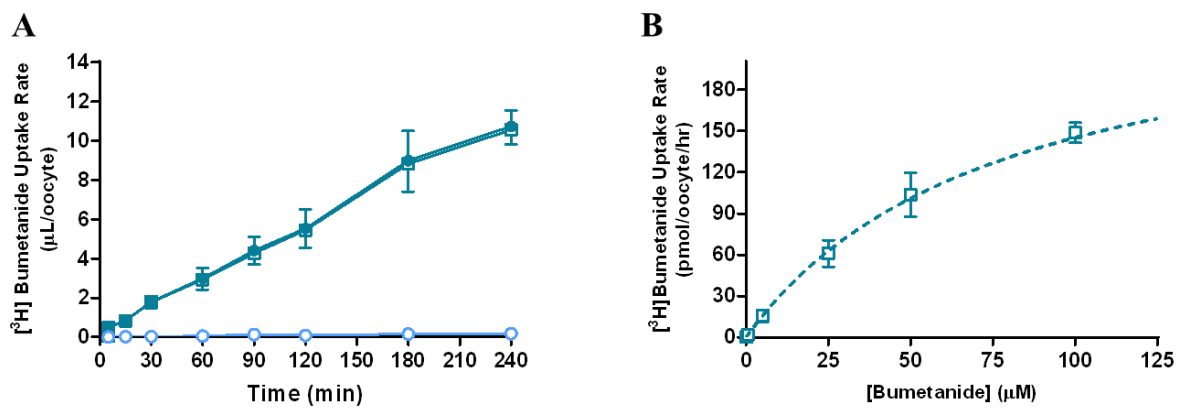 A
[³H] Bumetanide Uptake Rate
(μL/oocyte)
14
12
10
8
6
4
2
0
0 30 60 90 120 150 180 210 240
Time (min)
B
[³H]Bumetanide Uptake Rate
(pmol/oocyte/hr)
180
150
120
90
60
30
0
0 25 50 75 100 125
[Bumetanide] (μM)